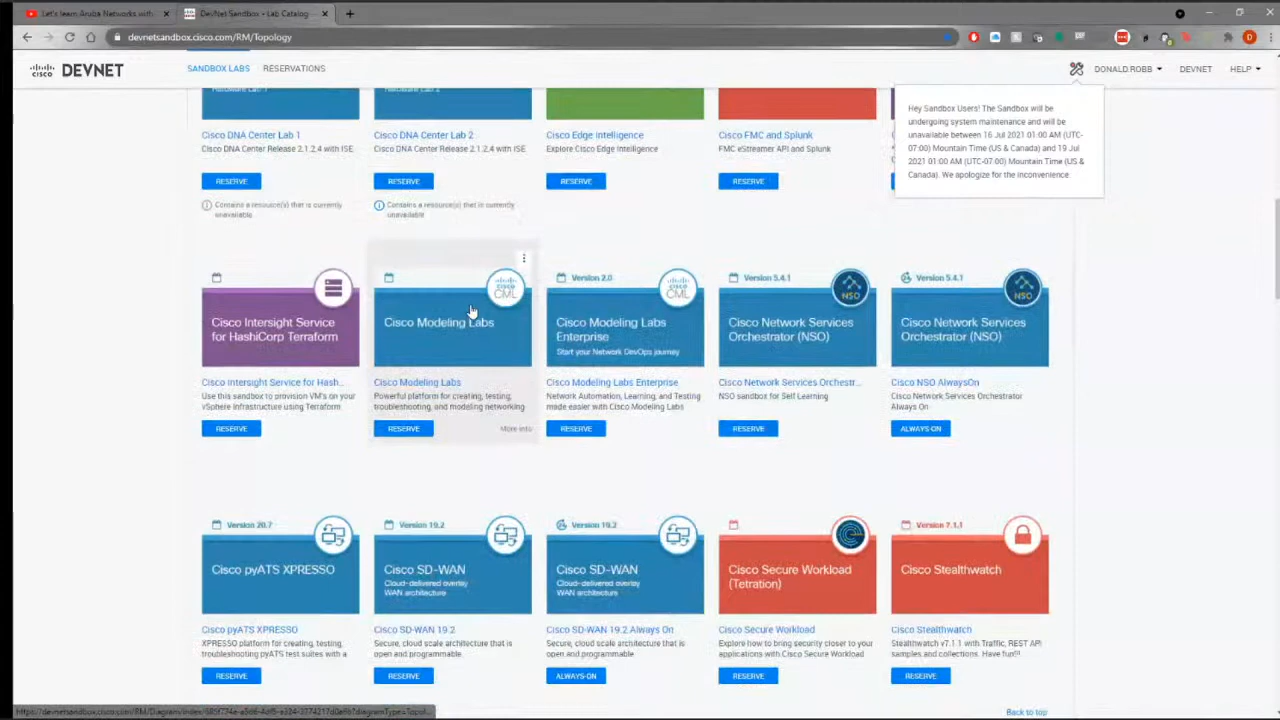 Let's learn Aruba Networks with
DevNet Sandbox - Lab Catalog
devnetsandbox.cisco.com/RM/Topology
CISCO DEVNET
SANDBOX LABS
RESERVATIONS
DONALD.ROBB
DEVNET
HELP
Hey Sandbox Users! The Sandbox will be
undergoing system maintenance and will be
unavailable between 16 Jul 2021 01:00 AM (UTC-
07:00) Mountain Time (US & Canada) and 19 Jul
2021 01:00 AM (UTC-07:00) Mountain Time (US &
Canada). We apologize for the inconvenience
Cisco DNA Center Lab 1
Cisco DNA Center Release 2.1.2.4 with ISE
RESERVE
Contains a resource(s) that is currently
unavailable
Cisco DNA Center Lab 2
Cisco DNA Center Release 2.1.2.4 with ISE
RESERVE
Contains a resource(s) that is currently
unavailable
Cisco Edge Intelligence
Explore Cisco Edge Intelligence
RESERVE
Cisco FMC and Splunk
FMC eStreamer API and Splunk
RESERVE
Cisco Intersight Service
for HashiCorp Terraform
Cisco Intersight Service for Hash...
Use this sandbox to provision VM's on your
vSphere Infrastructure using Terraform
RESERVE
CISCO
CML
Cisco Modeling Labs
Cisco Modeling Labs
Powerful platform for creating, testing,
troubleshooting, and modeling networking
RESERVE
More info
Version 2.0
CISCO
CML
Cisco Modeling Labs
Enterprise
Start your Network DevOps journey
Cisco Modeling Labs Enterprise
Network Automation, Learning, and Testing
made easier with Cisco Modeling Labs
RESERVE
Version 5.4.1
NSO
Cisco Network Services
Orchestrator (NSO)
Cisco Network Services Orchestr...
NSO sandbox for Self Learning
RESERVE
Version 5.4.1
NSO
Cisco Network Services
Orchestrator (NSO)
Cisco NSO AlwaysOn
Cisco Network Services Orchestrator
Always On
ALWAYS-ON
Version 20.7
Cisco pyATS XPRESSO
Cisco pyATS XPRESSO
XPRESSO platform for creating, testing,
troubleshooting pyATS test suites with a
RESERVE
Version 19.2
Cisco SD-WAN
Cloud-delivered overlay
WAN architecture
Cisco SD-WAN 19.2
Secure, cloud scale architecture that is
open and programmable
RESERVE
Version 19.2
Cisco SD-WAN
Cloud-delivered overlay
WAN architecture
Cisco SD-WAN 19.2 Always On
Secure, cloud scale architecture that is
open and programmable
ALWAYS-ON
Cisco Secure Workload
(Tetration)
Cisco Secure Workload
Explore how to bring security closer to your
applications with Cisco Secure Workload
RESERVE
Version 7.1.1
Cisco Stealthwatch
Cisco Stealthwatch
Stealthwatch v7.1.1 with Traffic, REST API
samples and collections. Have fun!!!
RESERVE
Back to top